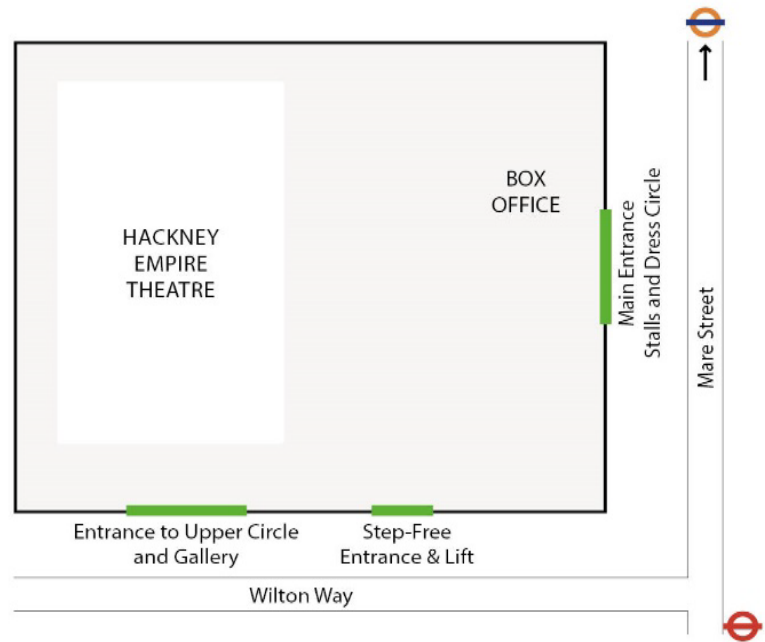 BOX
OFFICE
HACKNEY
EMPIRE
THEATRE
Main Entrance
Stalls and Dress Circle
Mare Street
Entrance to Upper Circle
and Gallery
Step-Free
Entrance & Lift
Wilton Way